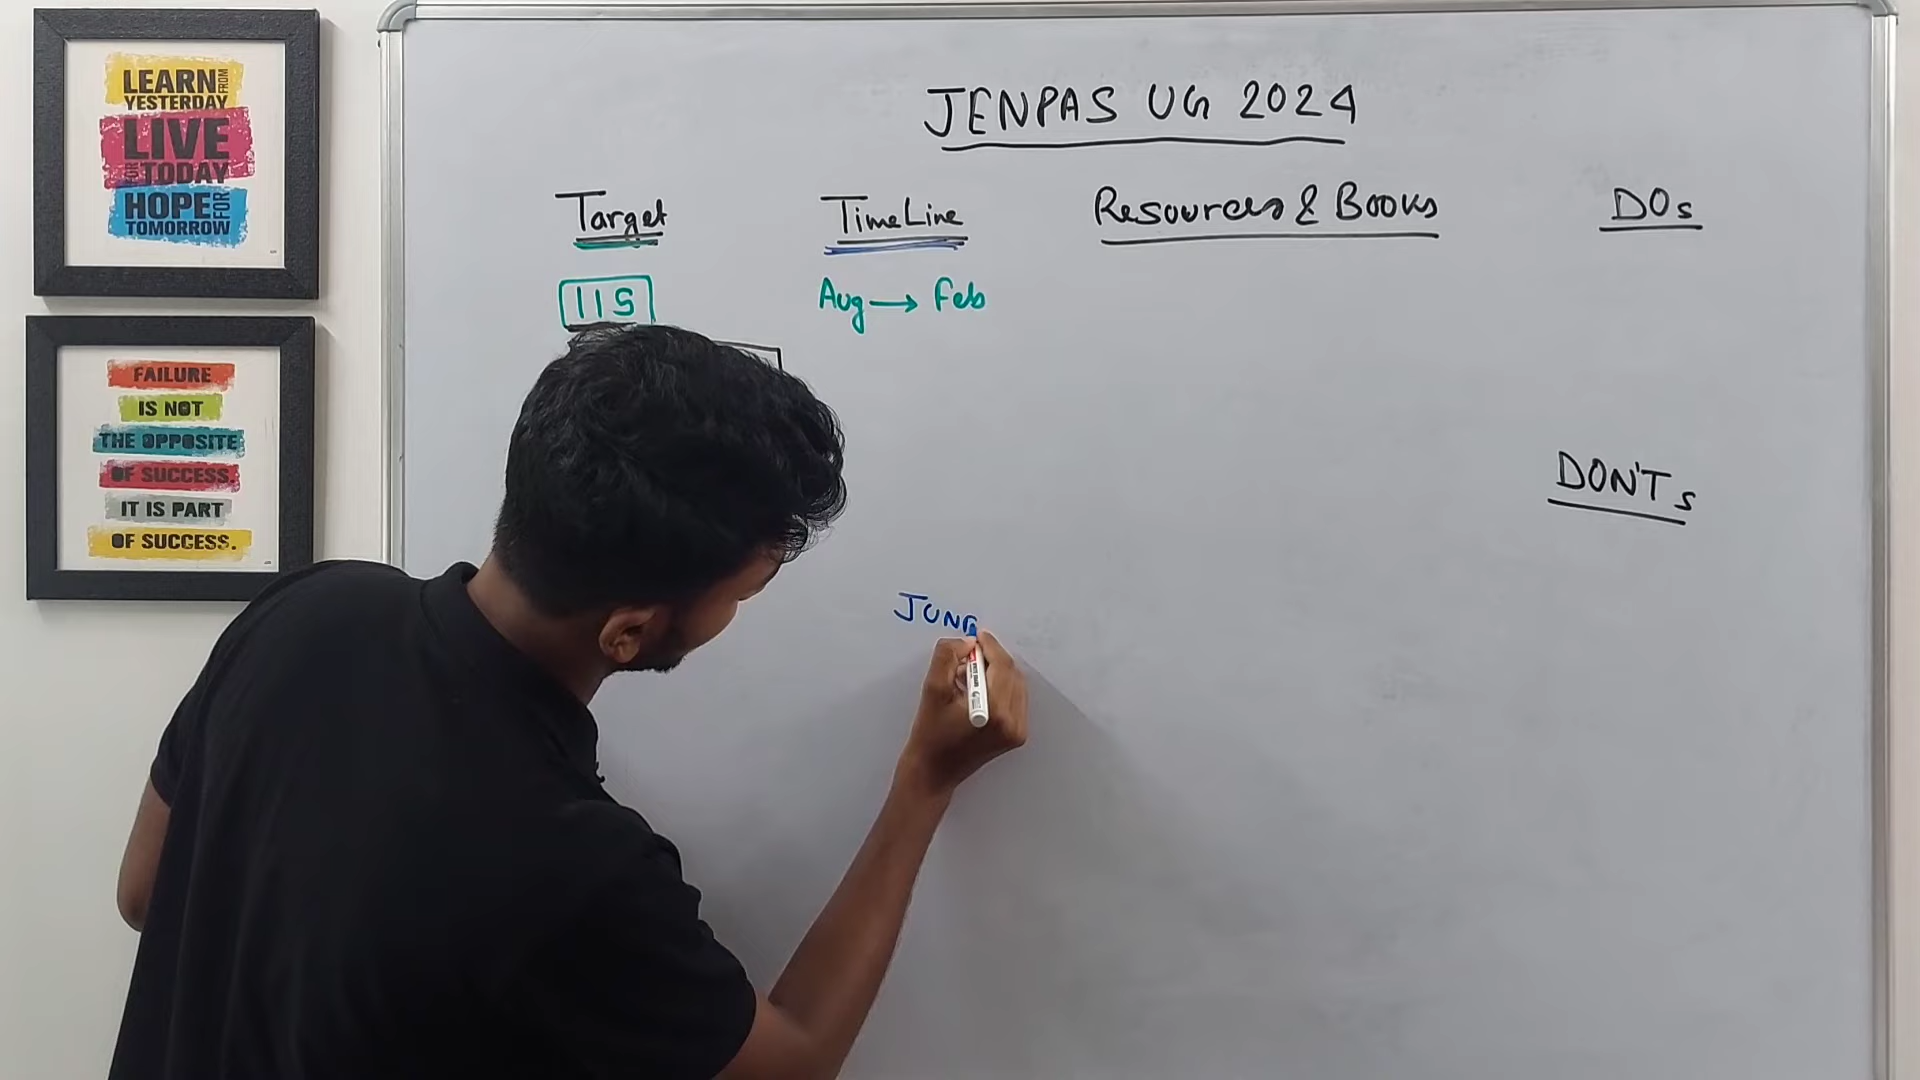 LEARN FROM
YESTERDAY
LIVE
FOR TODAY
HOPE FOR
TOMORROW
FAILURE
IS NOT
THE OPPOSITE
OF SUCCESS.
IT IS PART
OF SUCCESS.
JENPAS UG 2024
Target
TimeLine
Resources & Books
DOs
115
Aug → Feb
DON'Ts
JUNE